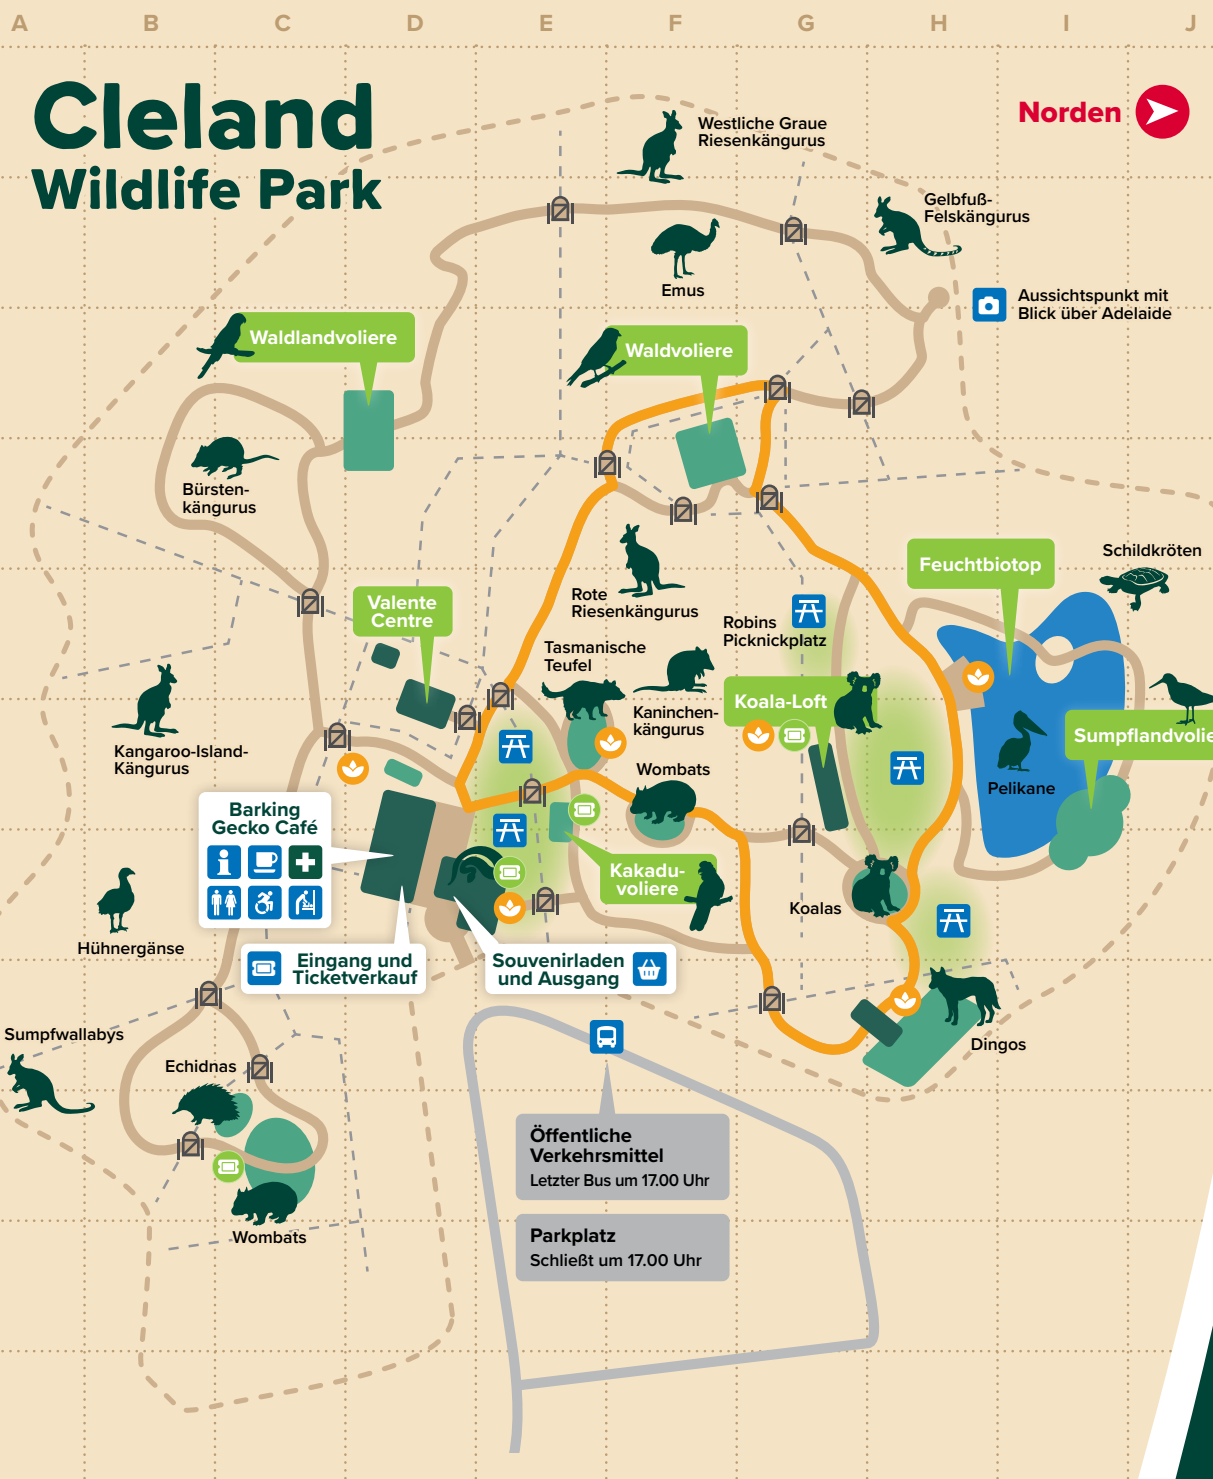 A B C D E F G H I J
Cleland
Wildlife Park
Norden
Westliche Graue
Riesenkängurus
Gelbfuß-
Felskängurus
Emus
Aussichtspunkt mit
Blick über Adelaide
Waldlandvoliere
Waldvoliere
Bürsten-
kängurus
Feuchtbiotop
Schildkröten
Valente
Centre
Rote
Riesenkängurus
Robins
Picknickplatz
Tasmanische
Teufel
Kaninchen-
kängurus
Koala-Loft
Sumpflandvolie
Kangaroo-Island-
Kängurus
Wombats
Pelikane
Barking
Gecko Café
Kakadu-
voliere
Koalas
Hühnergänse
Eingang und
Ticketverkauf
Souvenirladen
und Ausgang
Sumpfwallabys
Echidnas
Dingos
Öffentliche
Verkehrsmittel
Letzter Bus um 17.00 Uhr
Parkplatz
Schließt um 17.00 Uhr
Wombats